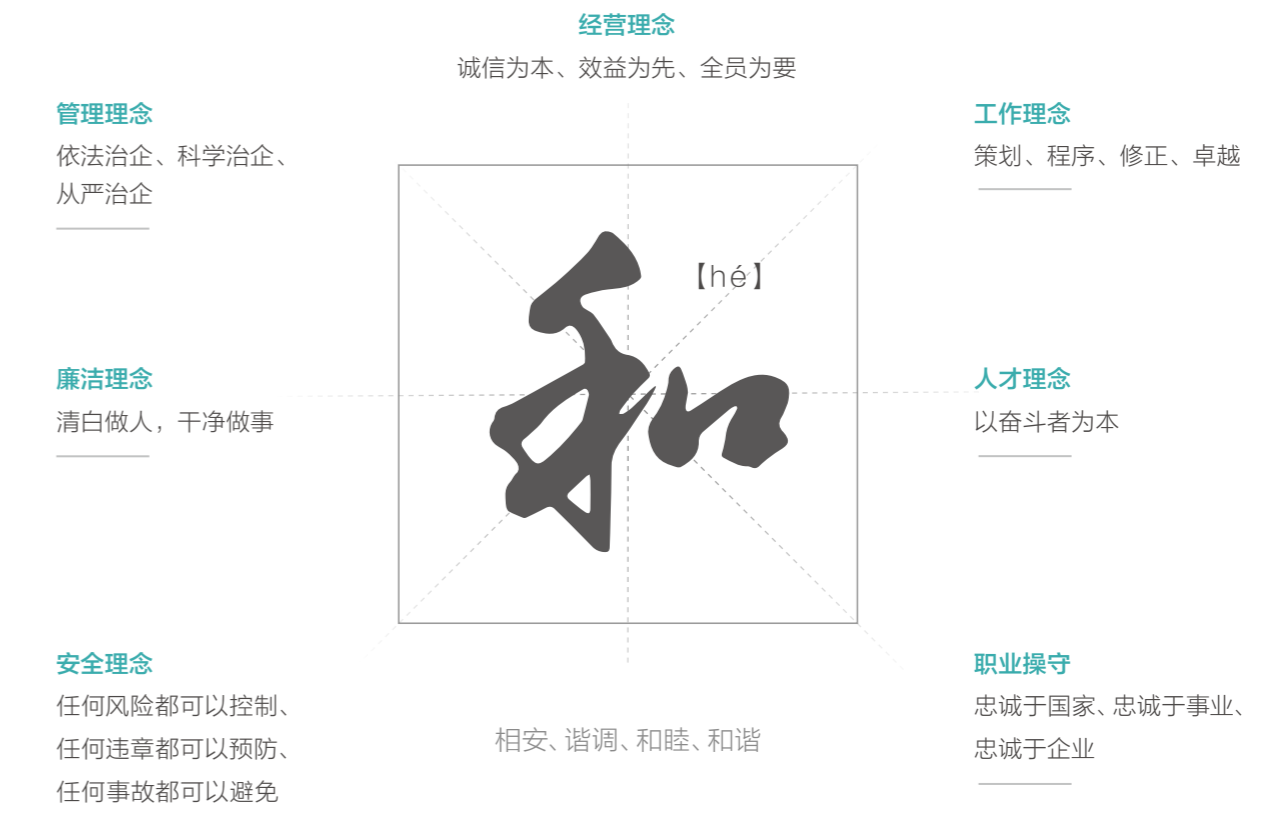 经营理念
诚信为本、效益为先、全员为要
管理理念
依法治企、科学治企、
从严治企
工作理念
策划、程序、修正、卓越
【hé】
和
廉洁理念
清白做人，干净做事
人才理念
以奋斗者为本
安全理念
任何风险都可以控制、
任何违章都可以预防、
任何事故都可以避免
职业操守
忠诚于国家、忠诚于事业、
忠诚于企业
相安、谐调、和睦、和谐